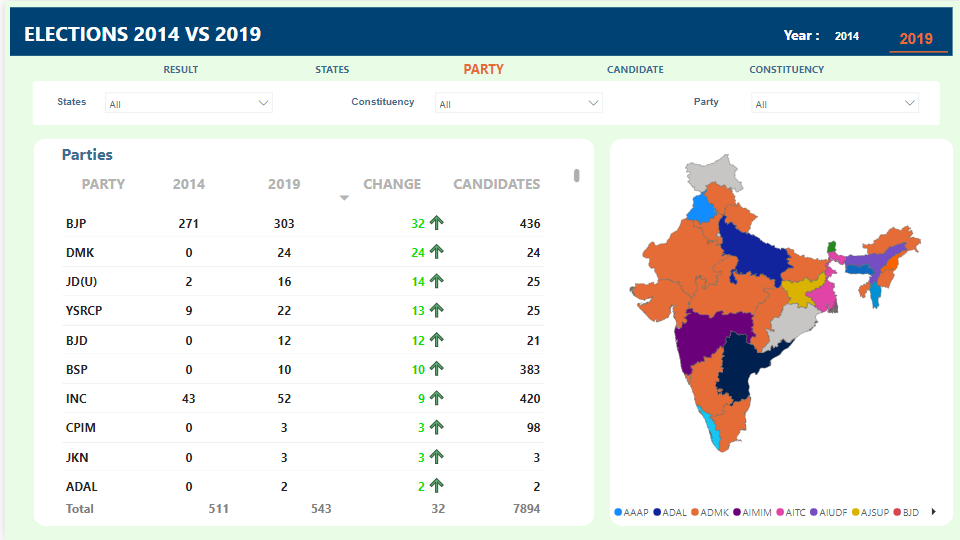 ELECTIONS 2014 VS 2019
Year : 2014 2019
RESULT STATES PARTY CANDIDATE CONSTITUENCY
States All Constituency All Party All
Parties
PARTY 2014 2019 CHANGE CANDIDATES
BJP 271 303 32 436
DMK 0 24 24 24
JD(U) 2 16 14 25
YSRCP 9 22 13 25
BJD 0 12 12 21
BSP 0 10 10 383
INC 43 52 9 420
CPIM 0 3 3 98
JKN 0 3 3 3
ADAL 0 2 2 2
Total 511 543 32 7894
AAAP ADAL ADMK AIMIM AITC AIUDF AJSUP BJD